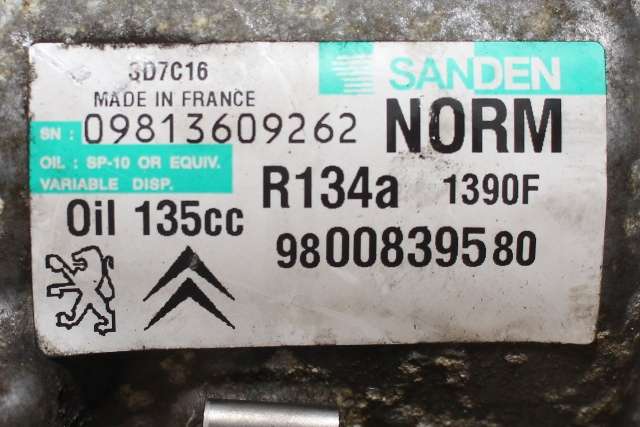 SD7C16
SANDEN
MADE IN FRANCE
NORM
SN : 09813609262
OIL : SP-10 OR EQUIV.
VARIABLE DISP.
R134a 1390F
Oil 135cc
9800839580